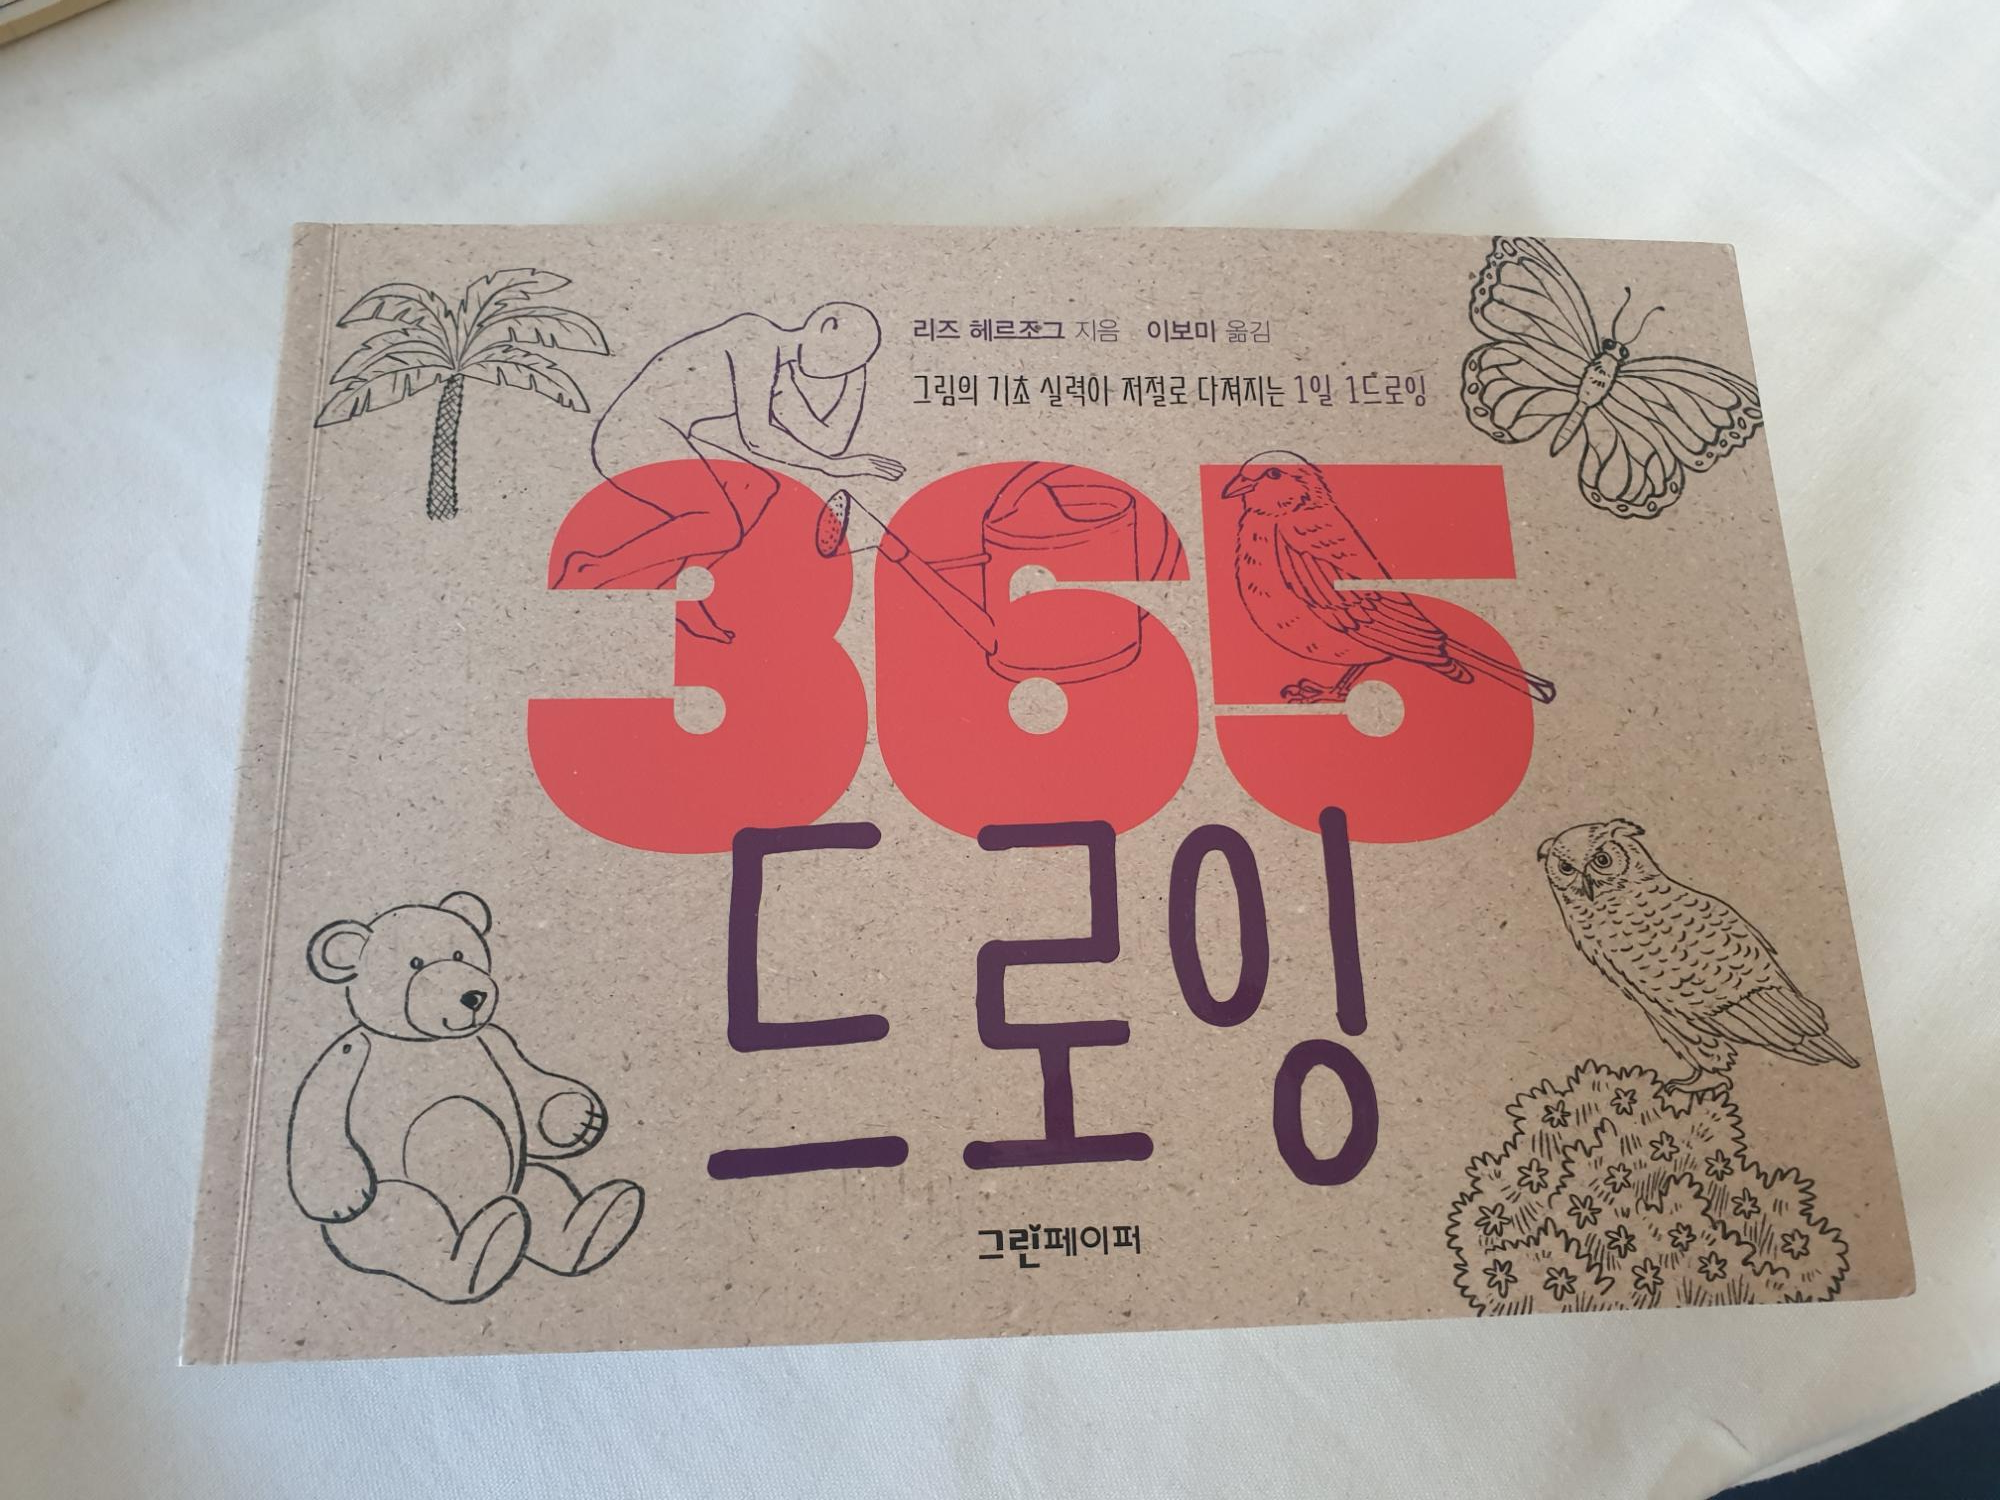 리즈 헤르조그 지음 이보마 옮김
그림의 기초 실력이 저절로 다져지는 1일 1드로잉
365
드로잉
그린페이퍼